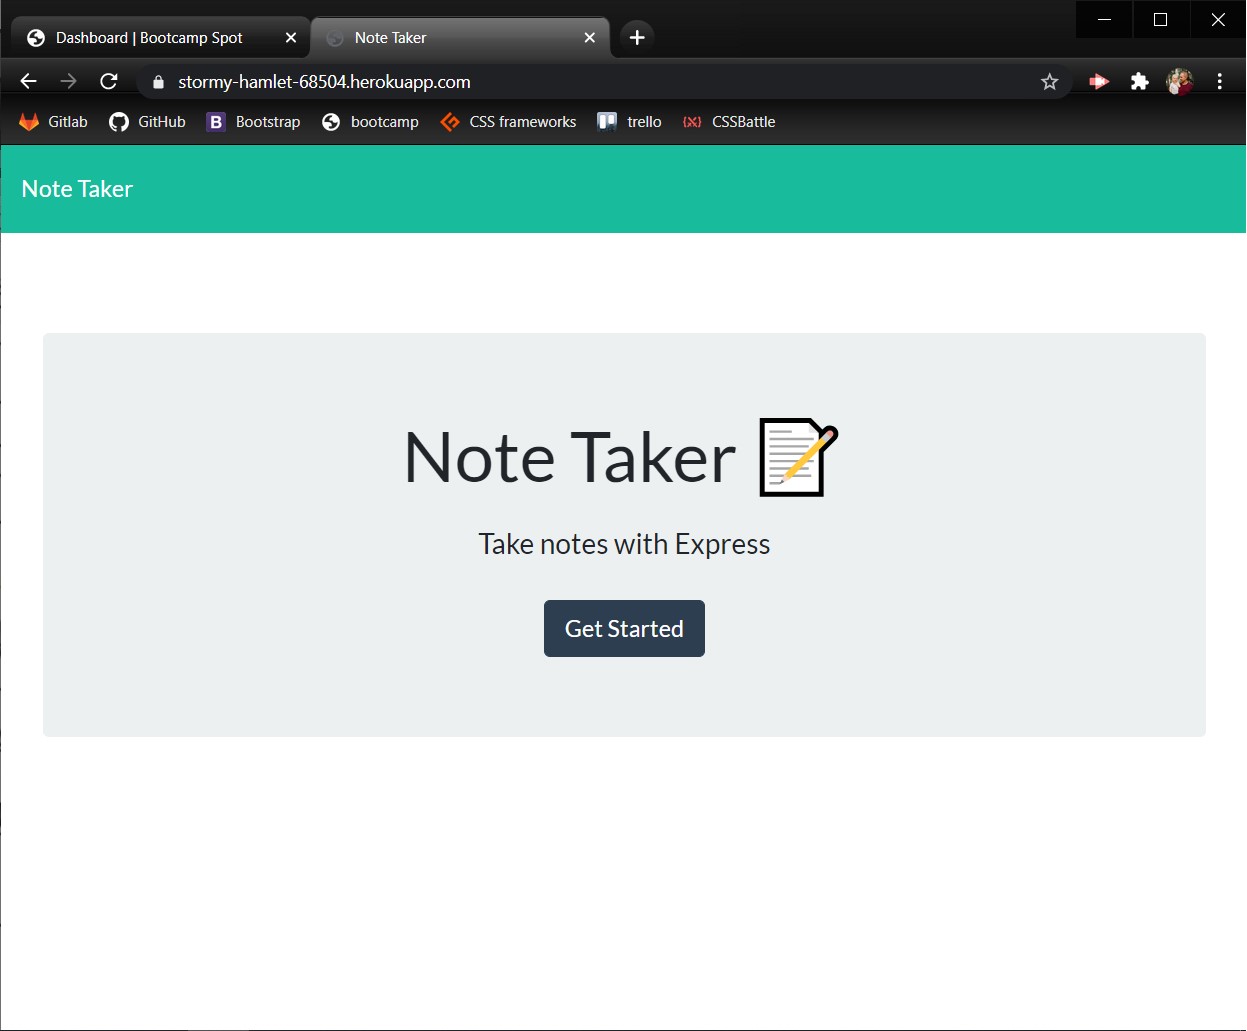 Dashboard | Bootcamp Spot
Note Taker
stormy-hamlet-68504.herokuapp.com
Gitlab GitHub B Bootstrap bootcamp CSS frameworks trello {X} CSSBattle
Note Taker
Note Taker
Take notes with Express
Get Started